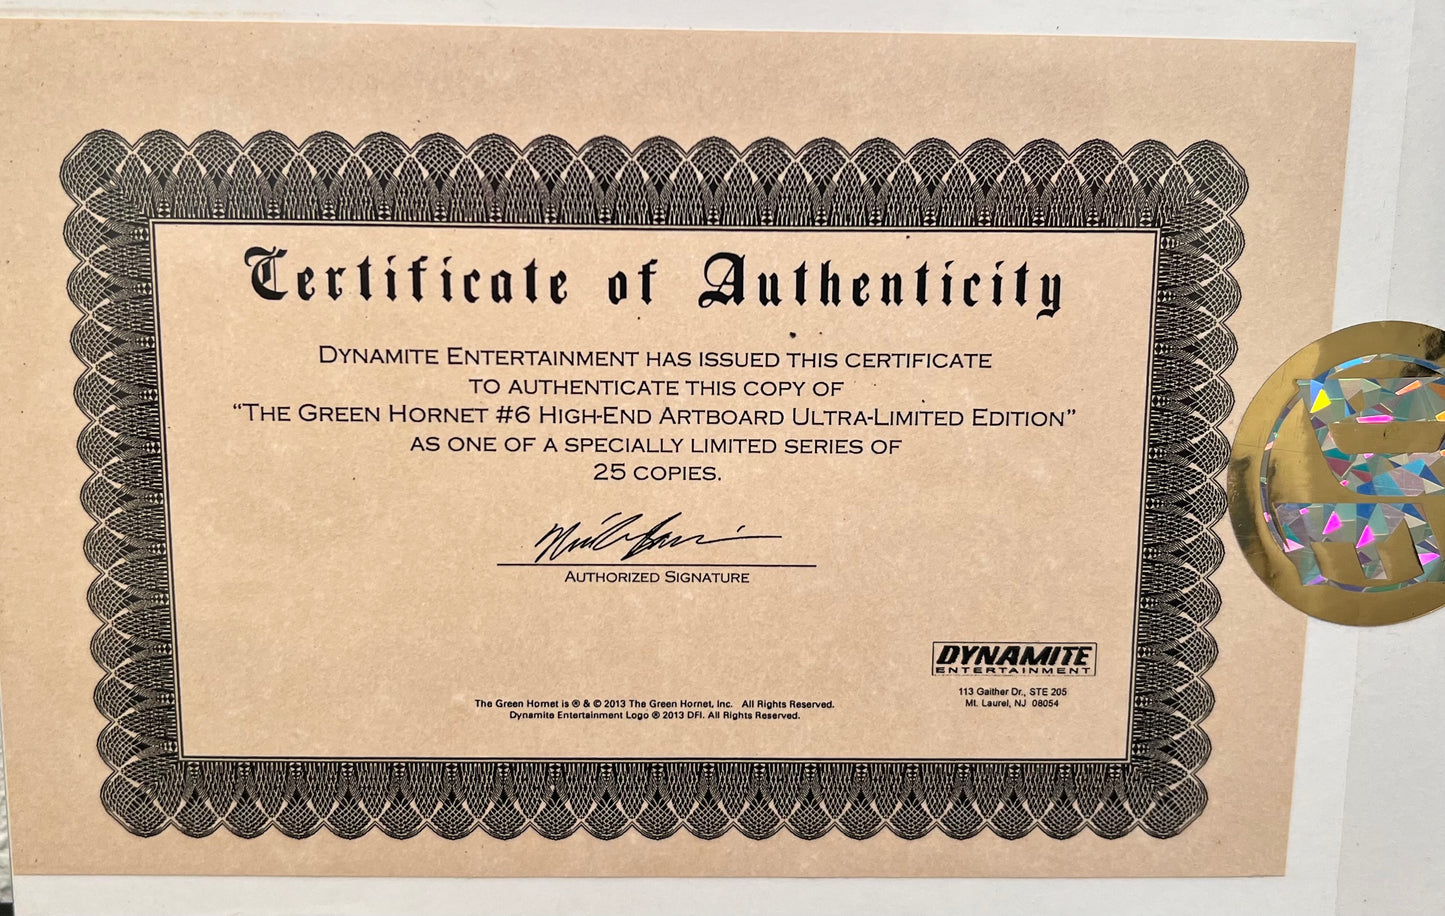 Certificate of Authenticity
DYNAMITE ENTERTAINMENT HAS ISSUED THIS CERTIFICATE
TO AUTHENTICATE THIS COPY OF
“THE GREEN HORNET #6 HIGH-END ARTBOARD ULTRA-LIMITED EDITION”
AS ONE OF A SPECIALLY LIMITED SERIES OF
25 COPIES.
AUTHORIZED SIGNATURE
DYNAMITE
ENTERTAINMENT
113 Gaither Dr., STE 205
Mt. Laurel, NJ 08054
The Green Hornet is ® & © 2013 The Green Hornet, Inc. All Rights Reserved.
Dynamite Entertainment Logo ® 2013 DFI. All Rights Reserved.